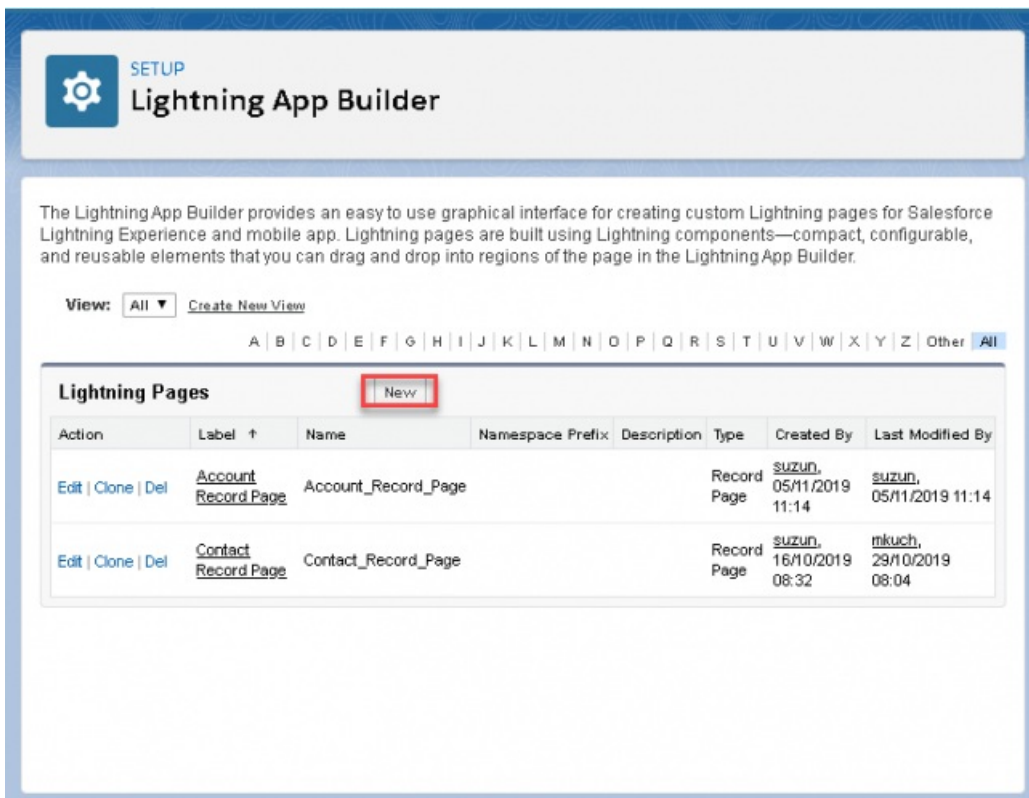 SETUP
Lightning App Builder
The Lightning App Builder provides an easy to use graphical interface for creating custom Lightning pages for Salesforce
Lightning Experience and mobile app. Lightning pages are built using Lightning components—compact, configurable,
and reusable elements that you can drag and drop into regions of the page in the Lightning App Builder.
View: All ▼ Create New View
A | B | C | D | E | F | G | H | I | J | K | L | M | N | O | P | Q | R | S | T | U | V | W | X | Y | Z | Other All
Lightning Pages New
Action Label ↑ Name Namespace Prefix Description Type Created By Last Modified By
Edit | Clone | Del Account Record Page Account_Record_Page Record Page suzun, 05/11/2019 11:14 suzun, 05/11/2019 11:14
Edit | Clone | Del Contact Record Page Contact_Record_Page Record Page suzun, 16/10/2019 08:32 mkuch, 29/10/2019 08:04